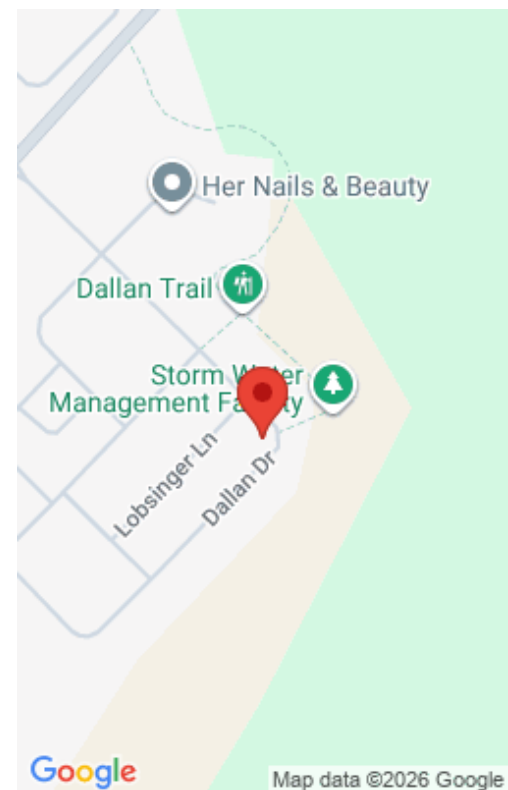 Her Nails & Beauty
Dallan Trail
Storm Water
Management Facility
Lobsinger Ln
Dallan Dr
Google
Map data ©2026 Google